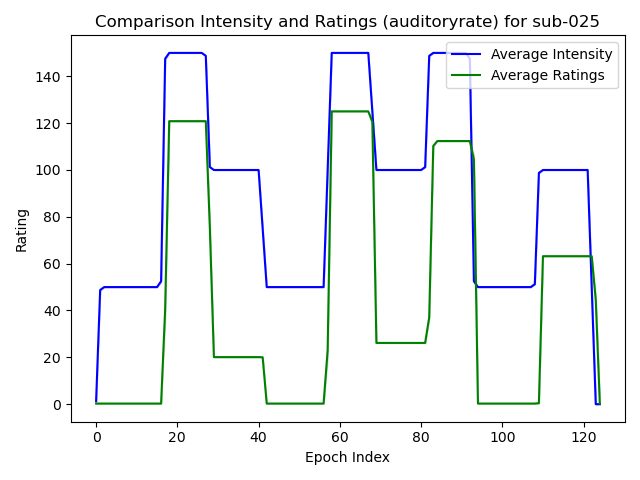 Comparison Intensity and Ratings (auditoryrate) for sub-025
Average Intensity
Average Ratings
Rating
140
120
100
80
60
40
20
0
0 20 40 60 80 100 120
Epoch Index